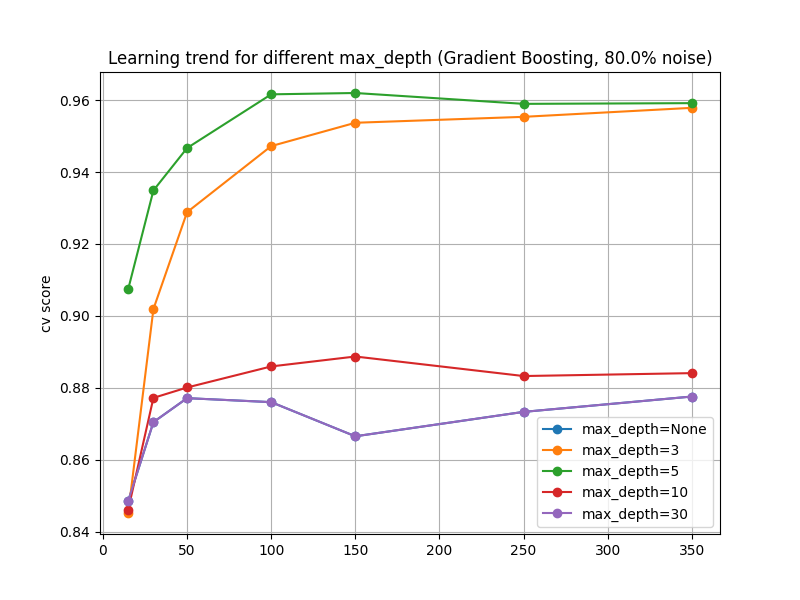 Learning trend for different max_depth (Gradient Boosting, 80.0% noise)
0.96
0.94
0.92
0.90
0.88
0.86
0.84
cv score
0
50
100
150
200
250
300
350
max_depth=None
max_depth=3
max_depth=5
max_depth=10
max_depth=30